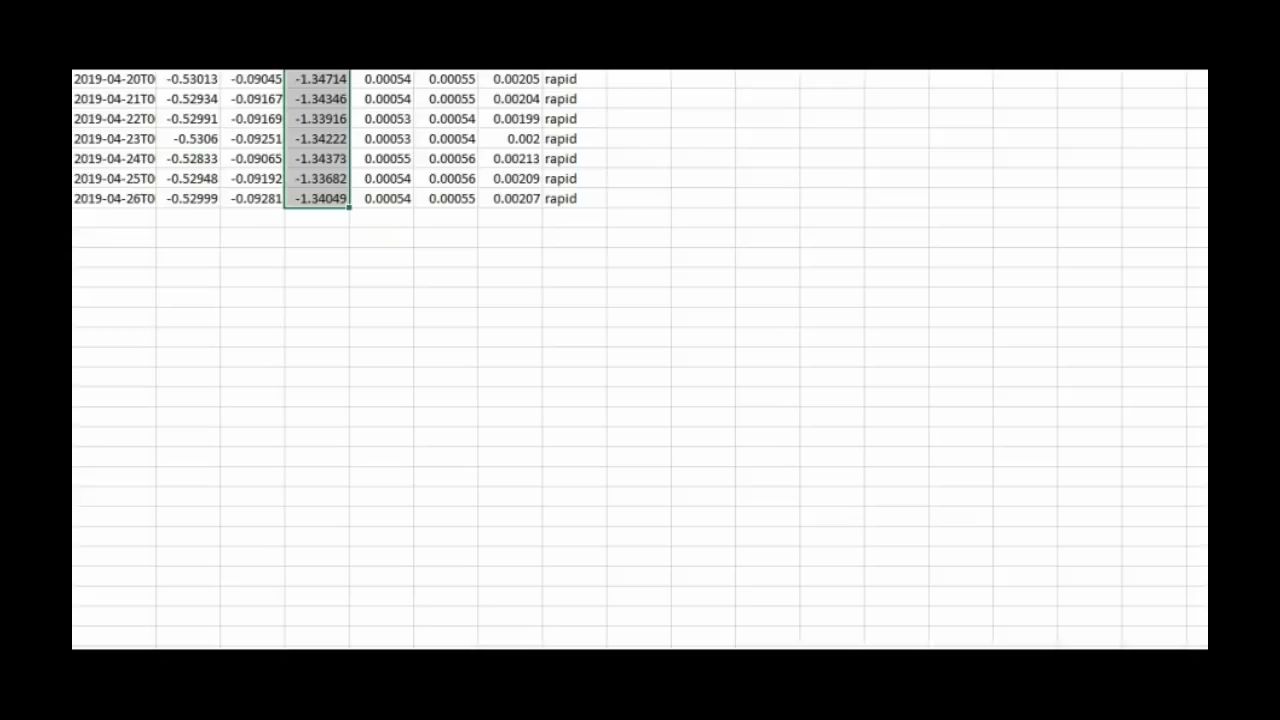 2019-04-20T0 -0.53013 -0.09045 -1.34714 0.00054 0.00055 0.00205 rapid
2019-04-21T0 -0.52934 -0.09167 -1.34346 0.00054 0.00055 0.00204 rapid
2019-04-22T0 -0.52991 -0.09169 -1.33916 0.00053 0.00054 0.00199 rapid
2019-04-23T0 -0.5306 -0.09251 -1.34222 0.00053 0.00054 0.002 rapid
2019-04-24T0 -0.52833 -0.09065 -1.34373 0.00055 0.00056 0.00213 rapid
2019-04-25T0 -0.52948 -0.09192 -1.33682 0.00054 0.00056 0.00209 rapid
2019-04-26T0 -0.52999 -0.09281 -1.34049 0.00054 0.00055 0.00207 rapid